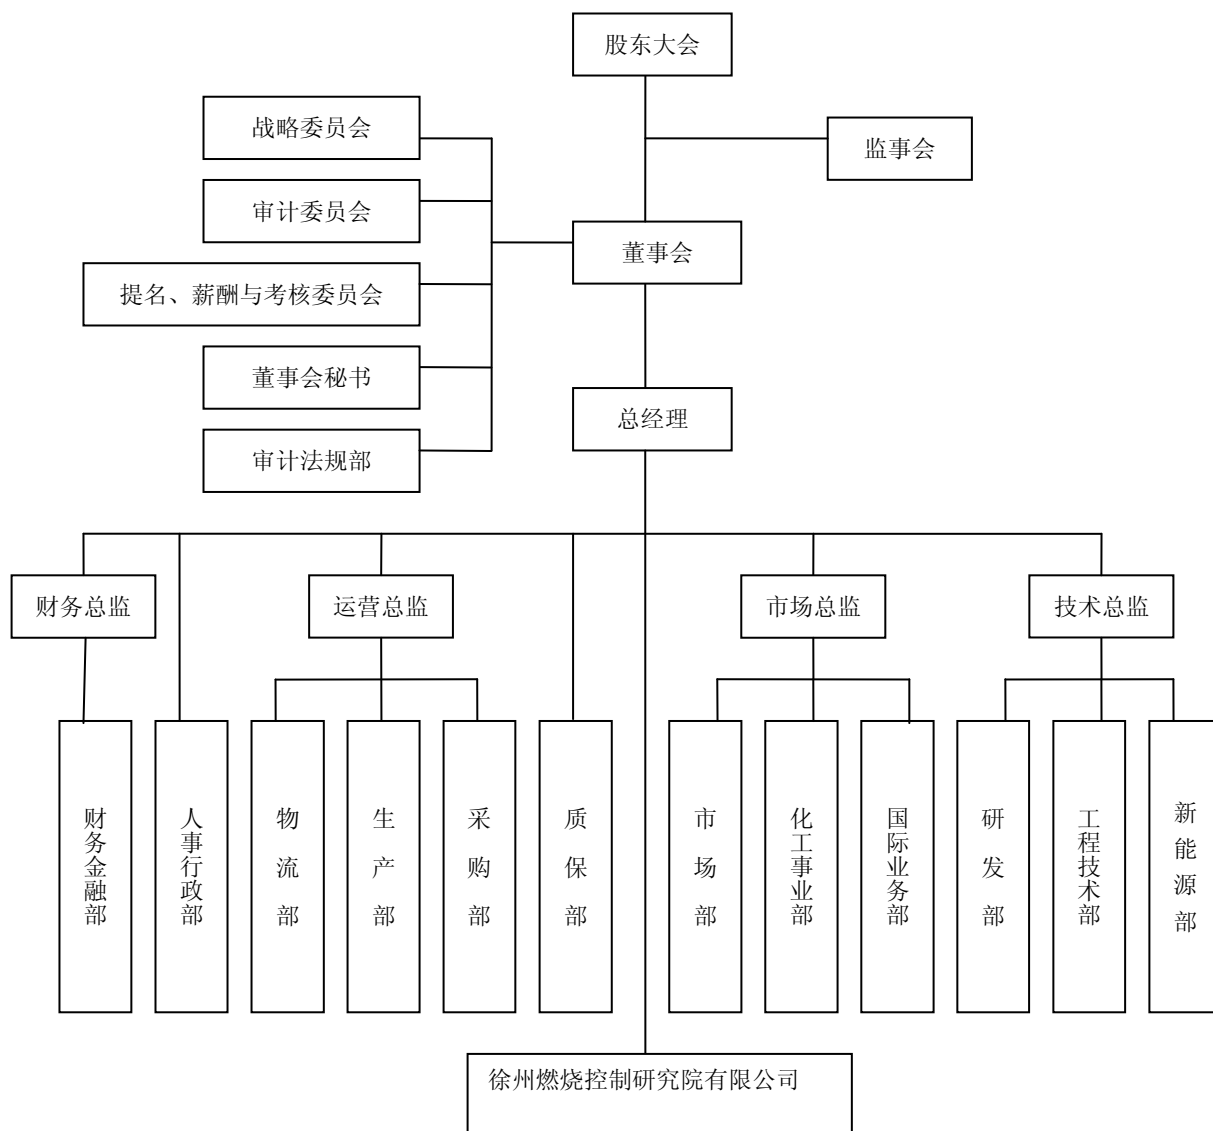 股东大会
战略委员会
监事会
审计委员会
董事会
提名、薪酬与考核委员会
董事会秘书
总经理
审计法规部
财务总监
运营总监
市场总监
技术总监
财务金融部
人事行政部
物流部
生产部
采购部
质保部
市场部
化工事业部
国际业务部
研发部
工程技术部
新能源部
徐州燃烧控制研究院有限公司